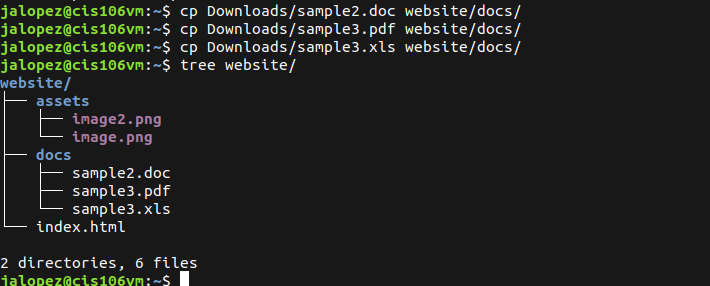 jalopez@cis106vm:~$ cp Downloads/sample2.doc website/docs/
jalopez@cis106vm:~$ cp Downloads/sample3.pdf website/docs/
jalopez@cis106vm:~$ cp Downloads/sample3.xls website/docs/
jalopez@cis106vm:~$ tree website/
website/
├── assets
│   ├── image2.png
│   └── image.png
├── docs
│   ├── sample2.doc
│   ├── sample3.pdf
│   └── sample3.xls
└── index.html

2 directories, 6 files
jalopez@cis106vm:~$